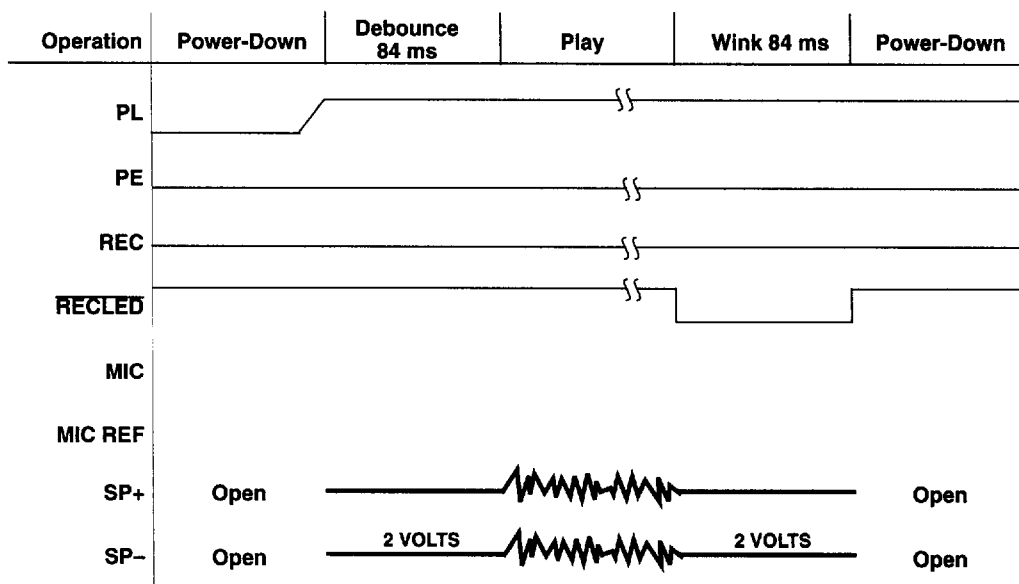 Operation Power-Down Debounce 84 ms Play Wink 84 ms Power-Down
PL
PE
REC
RECLED
MIC
MIC REF
SP+ Open Open
SP– Open 2 VOLTS 2 VOLTS Open